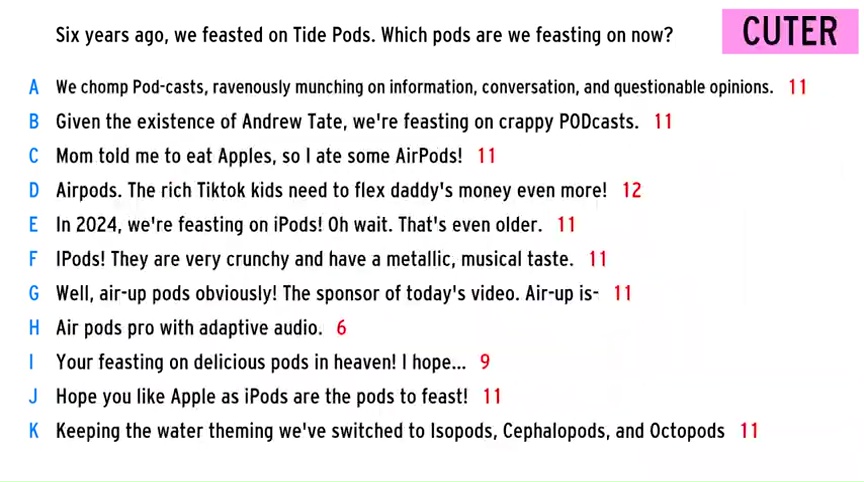 Six years ago, we feasted on Tide Pods. Which pods are we feasting on now?
CUTER
A We chomp Pod-casts, ravenously munching on information, conversation, and questionable opinions. 11
B Given the existence of Andrew Tate, we're feasting on crappy PODcasts. 11
C Mom told me to eat Apples, so I ate some AirPods! 11
D Airpods. The rich Tiktok kids need to flex daddy's money even more! 12
E In 2024, we're feasting on iPods! Oh wait. That's even older. 11
F IPods! They are very crunchy and have a metallic, musical taste. 11
G Well, air-up pods obviously! The sponsor of today's video. Air-up is- 11
H Air pods pro with adaptive audio. 6
I Your feasting on delicious pods in heaven! I hope... 9
J Hope you like Apple as iPods are the pods to feast! 11
K Keeping the water theming we've switched to Isopods, Cephalopods, and Octopods 11